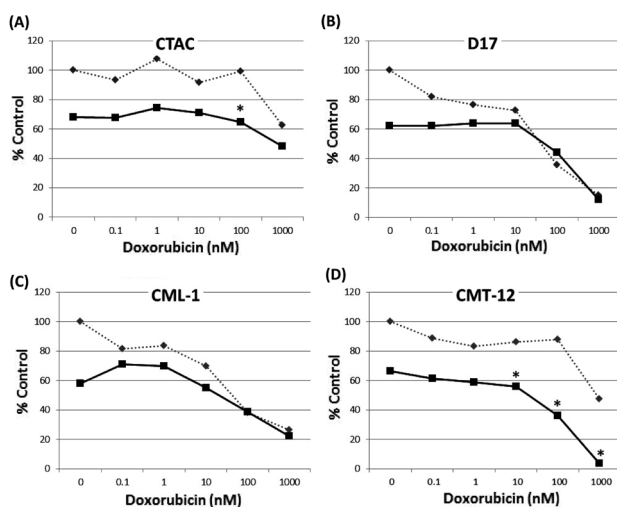 (A)
CTAC
120
100
80
60
40
20
0
% Control
*
0 0.1 1 10 100 1000
Doxorubicin (nM)
(B)
D17
120
100
80
60
40
20
0
% Control
0 0.1 1 10 100 1000
Doxorubicin (nM)
(C)
CML-1
120
100
80
60
40
20
0
% Control
0 0.1 1 10 100 1000
Doxorubicin (nM)
(D)
CMT-12
120
100
80
60
40
20
0
% Control
* * *
0 0.1 1 10 100 1000
Doxorubicin (nM)